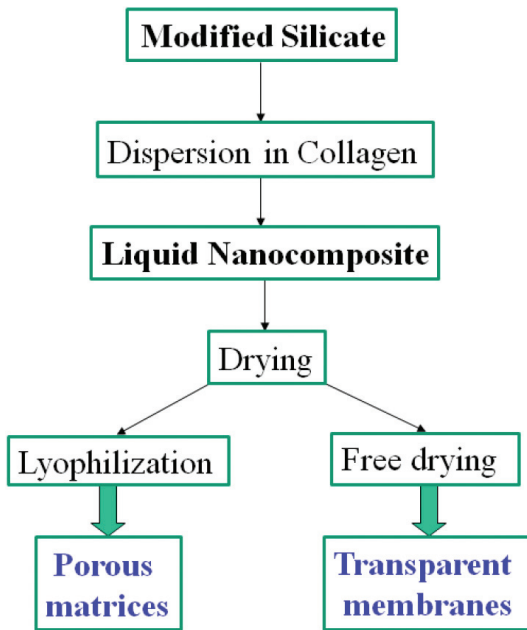 Modified Silicate
Dispersion in Collagen
Liquid Nanocomposite
Drying
Lyophilization
Free drying
Porous
matrices
Transparent
membranes